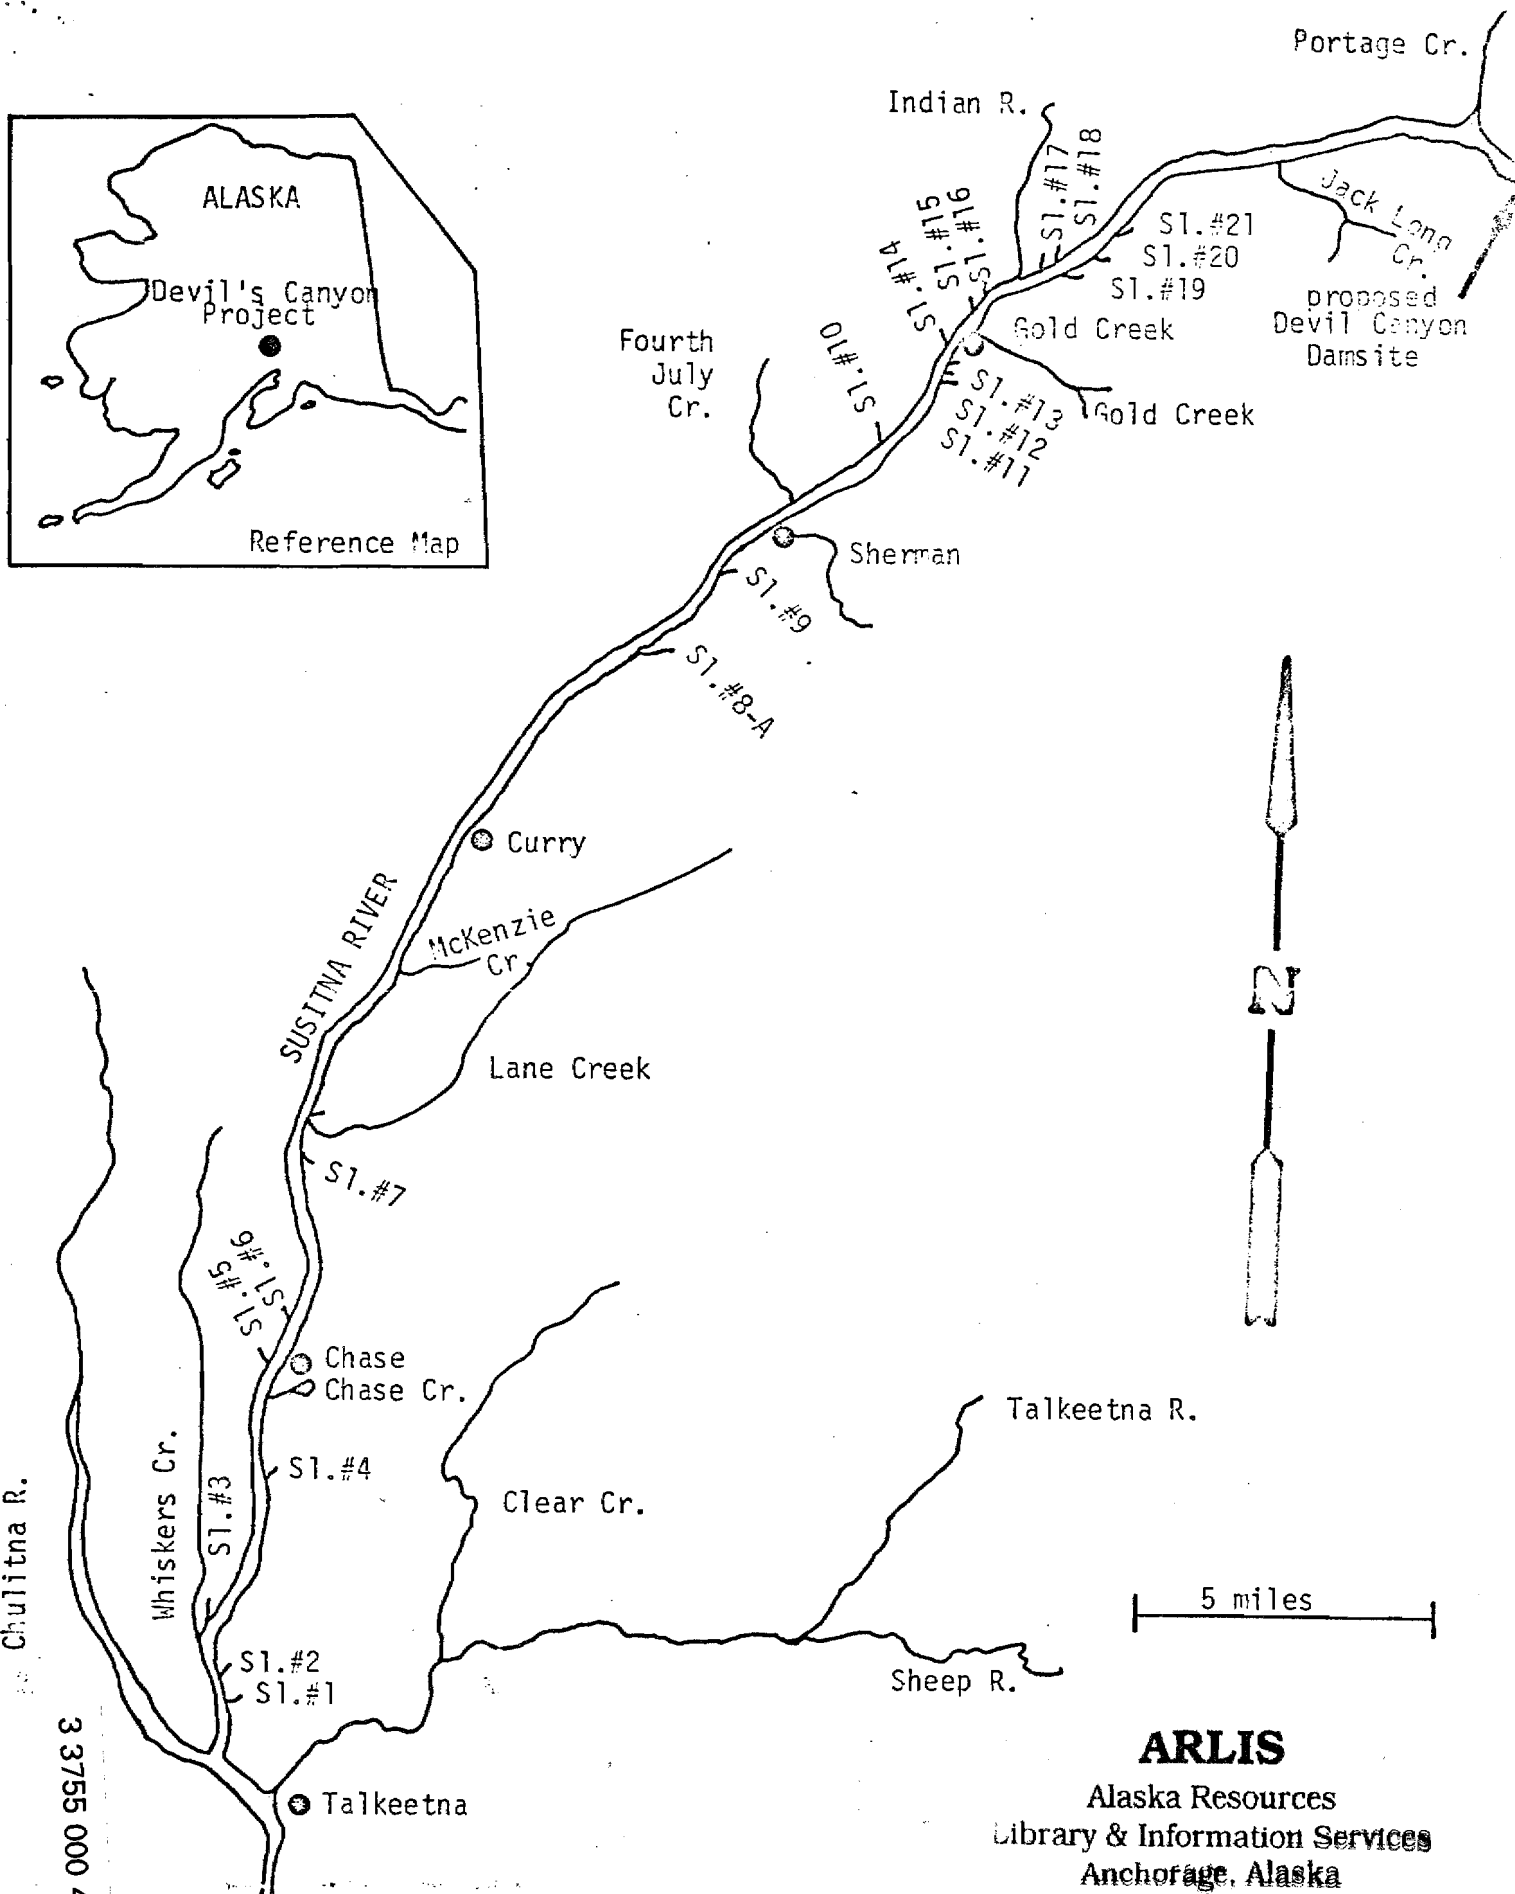 Portage Cr.
Indian R.
Sl.#17
Sl.#18
Sl.#15
Sl.#16
Sl.#14
Jack Long
Cr.
Sl.#21
Sl.#20
Sl.#19
proposed
Devil Canyon
Damsite
ALASKA
Devil's Canyon
Project
Reference Map
Fourth
July
Cr.
Sl.#10
Gold Creek
Sl.#13
Sl.#12
Sl.#11
Gold Creek
Sherman
Sl.#9
Sl.#8-A
Curry
SUSITNA RIVER
McKenzie
Cr.
Lane Creek
N
Sl.#7
Sl.#6
Sl.#5
Chase
Chase Cr.
Talkeetna R.
Sl.#4
Sl.#3
Whiskers Cr.
Chulitna R.
Clear Cr.
5 miles
Sl.#2
Sl.#1
Sheep R.
Talkeetna
3 3755 000
ARLIS
Alaska Resources
Library & Information Services
Anchorage, Alaska